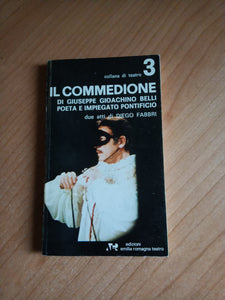 collana di teatro 3
IL COMMEDIONE
DI GIUSEPPE GIOACHINO BELLI
POETA E IMPIEGATO PONTIFICIO
due atti di DIEGO FABBRI
edizioni
emilia romagna teatro